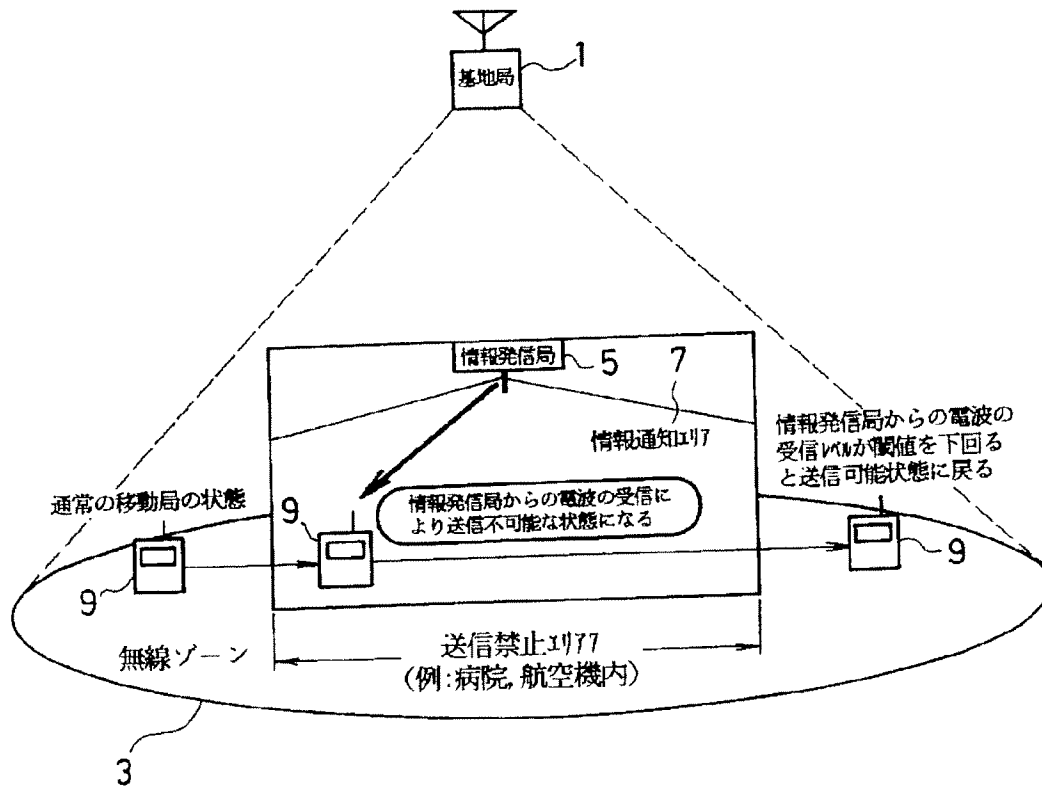 基地局
1
情報発信局
5
7
情報通知ｴﾘｱ
情報発信局からの電波の
受信ﾚﾍﾞﾙが閾値を下回る
と送信可能状態に戻る
通常の移動局の状態
9
情報発信局からの電波の受信に
より送信不可能な状態になる
9
9
無線ゾーン
送信禁止ｴﾘｱ7
(例:病院,航空機内)
3